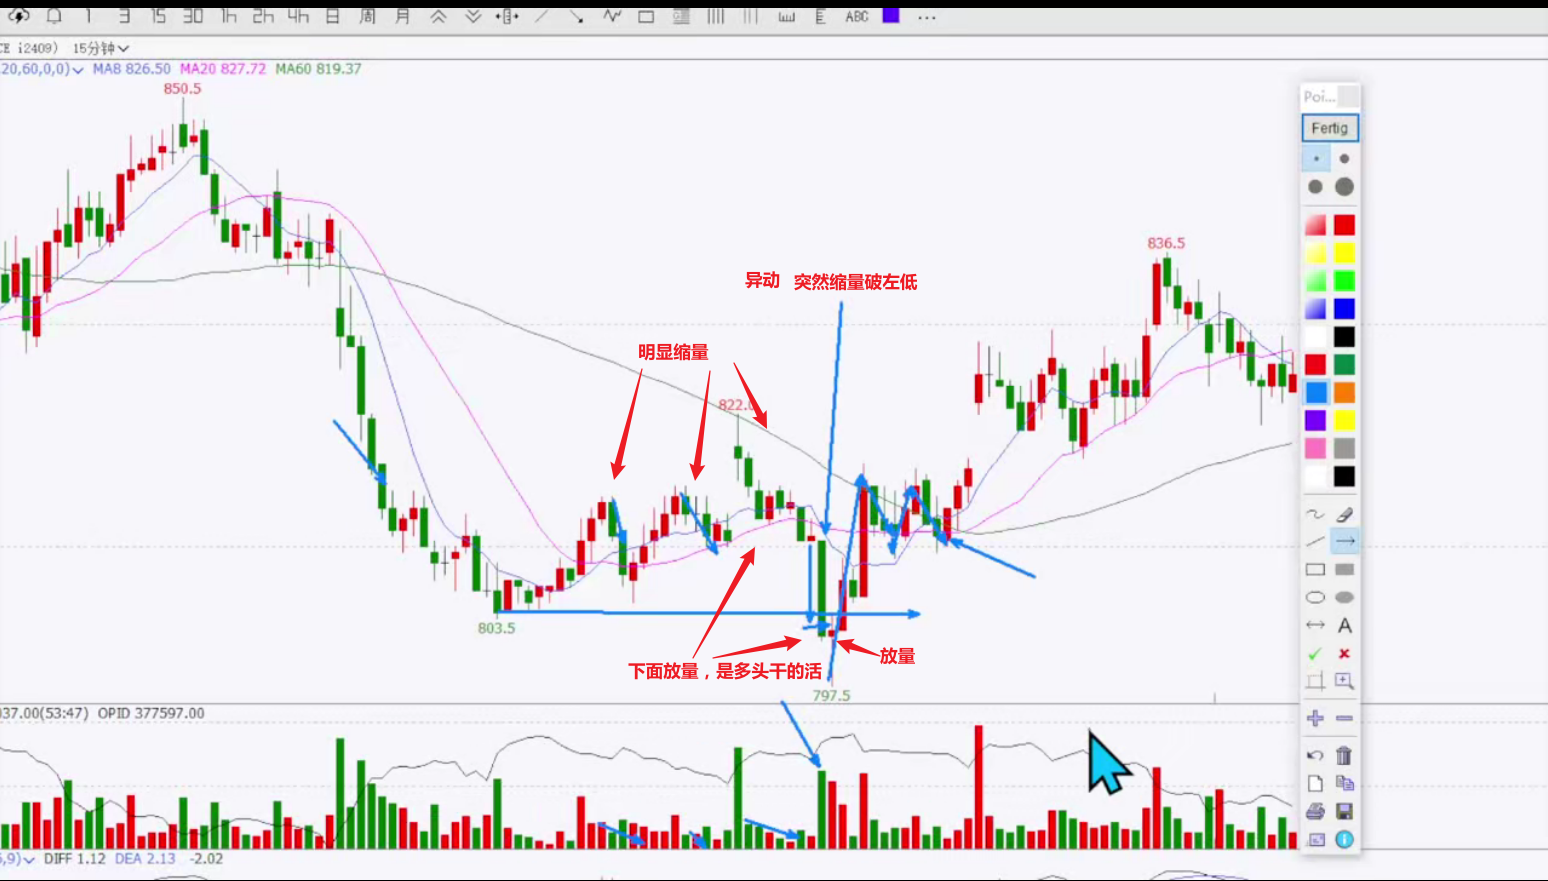 1 3 15 30 1h 2h 4h 日 周 月 ABC ...
CE i2409) 15分钟
20,60,0,0) MA8 826.50 MA20 827.72 MA60 819.37
850.5
Poi...
Fertig
836.5
异动 突然缩量破左低
明显缩量
822.0
803.5
放量
下面放量，是多头干的活
797.5
A
037.00(53:47) OPID 377597.00
5,9) DIFF 1.12 DEA 2.13 -2.02